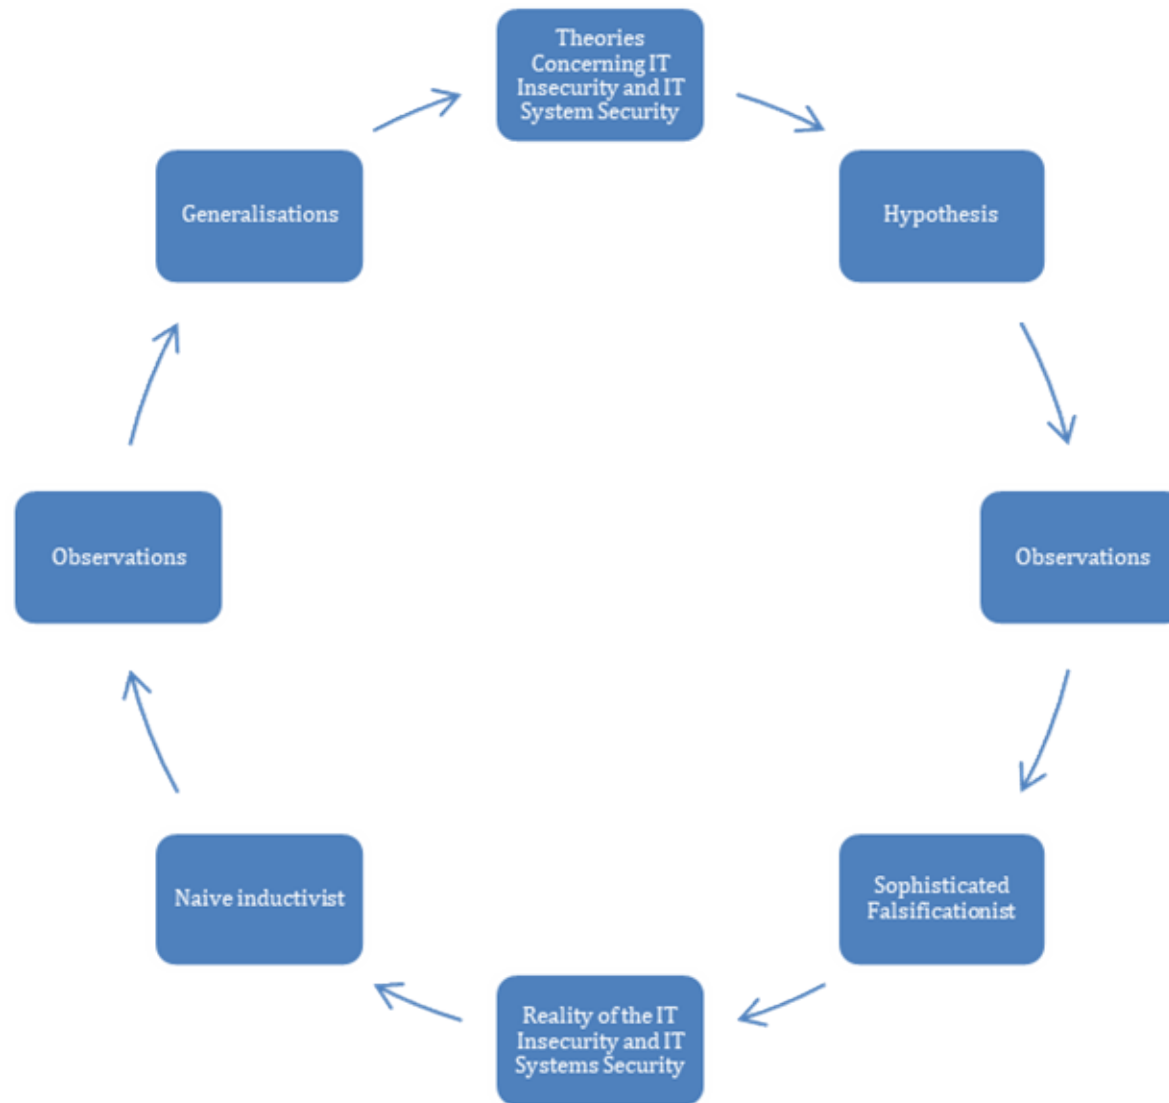 Theories
Concerning IT
Insecurity and IT
System Security
Generalisations
Hypothesis
Observations
Observations
Naive inductivist
Sophisticated
Falsificationist
Reality of the IT
Insecurity and IT
Systems Security